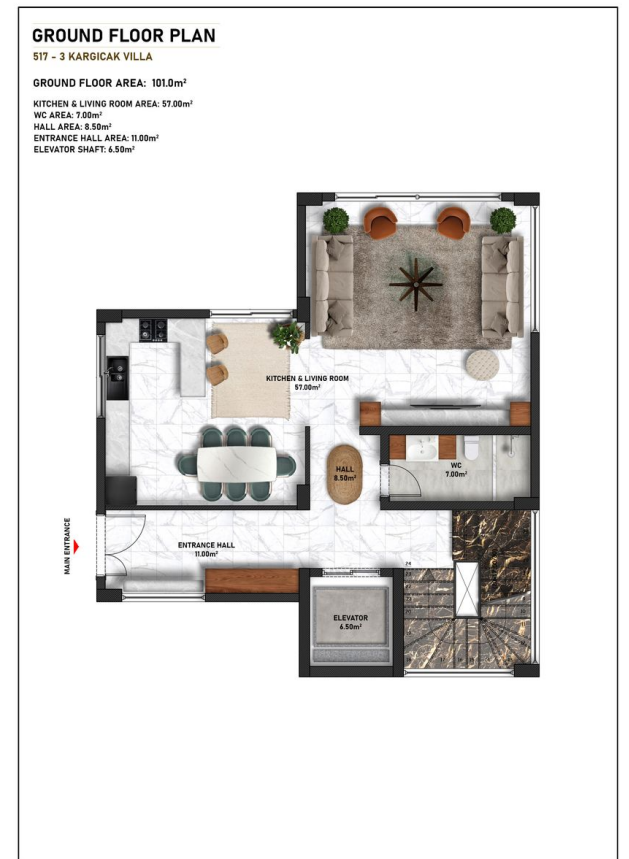 GROUND FLOOR PLAN
517 - 3 KARGICAK VILLA
GROUND FLOOR AREA: 101.0m²
KITCHEN & LIVING ROOM AREA: 57.00m²
WC AREA: 7.00m²
HALL AREA: 8.50m²
ENTRANCE HALL AREA: 11.00m²
ELEVATOR SHAFT: 6.50m²
KITCHEN & LIVING ROOM
57.00m²
HALL
8.50m²
WC
7.00m²
MAIN ENTRANCE
ENTRANCE HALL
11.00m²
ELEVATOR
6.50m²
24